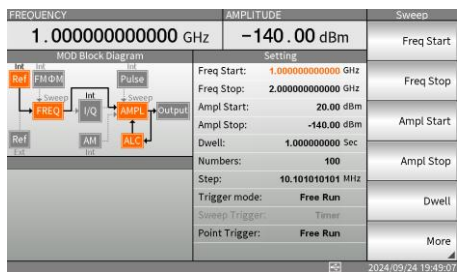 FREQUENCY
AMPLITUDE
Sweep
1.000000000000 GHz
-140.00 dBm
Freq Start
MOD Block Diagram
Setting
Int
Int
Int
Ref
FMΦM
Pulse
Freq Start: 1.000000000000 GHz
Freq Stop
Sweep
Int
Sweep
Freq Stop: 2.000000000000 GHz
FREQ
I/Q
AMPL
Output
Ampl Start: 20.00 dBm
Ampl Start
Ampl Stop: -140.00 dBm
Ref
AM
ALC
Dwell: 1.000000000 Sec
Ext
Int
Numbers: 100
Ampl Stop
Step: 10.101010101 MHz
Trigger mode: Free Run
Dwell
Sweep Trigger: Timer
Point Trigger: Free Run
More
2024/09/24 19:49:07